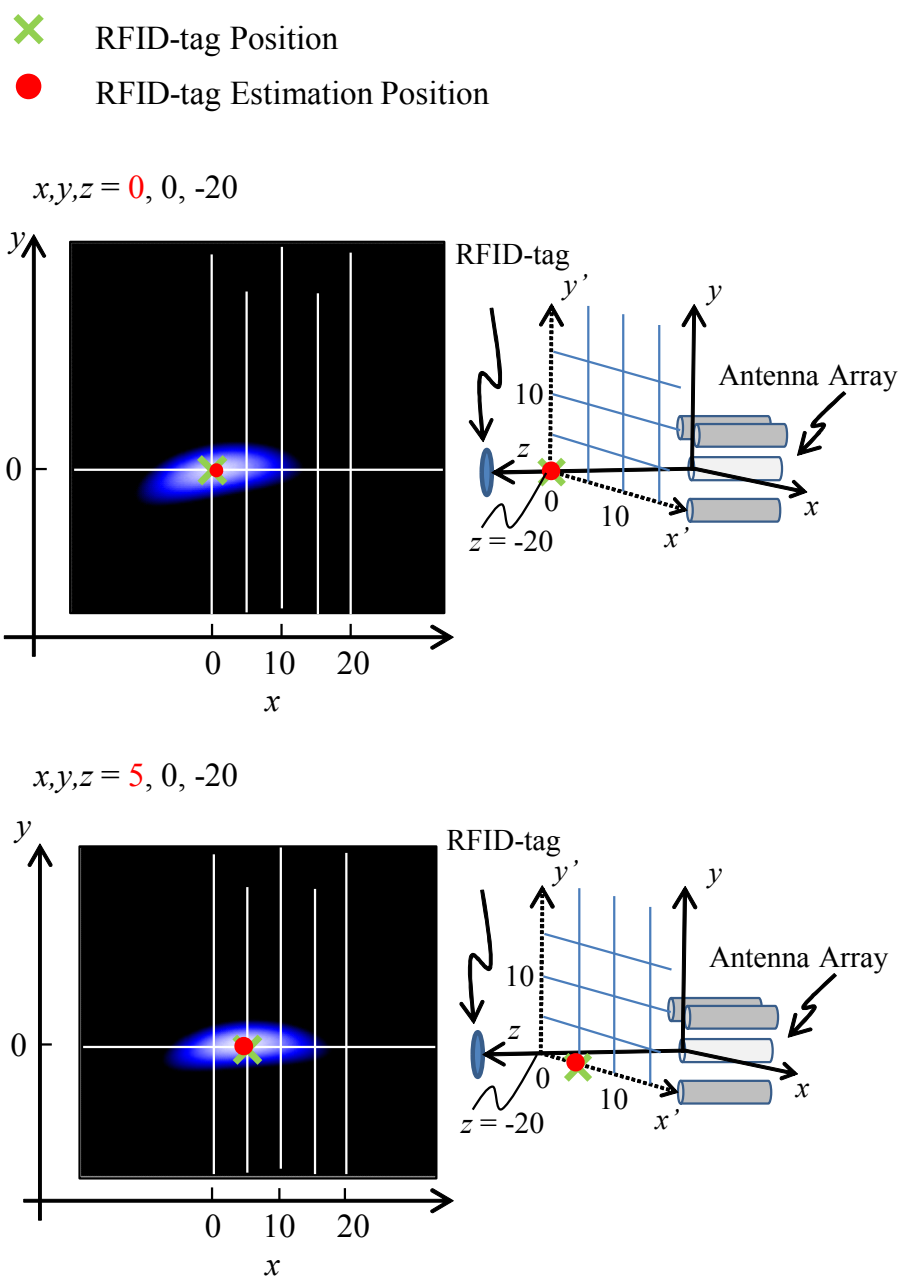 RFID-tag Position
RFID-tag Estimation Position
x,y,z = 0, 0, -20
y
0
0 10 20
x
RFID-tag
y’
y
10
Antenna Array
z
0
10
x
z = -20
x’
x,y,z = 5, 0, -20
y
0
0 10 20
x
RFID-tag
y’
y
10
Antenna Array
z
0
10
x
z = -20
x’